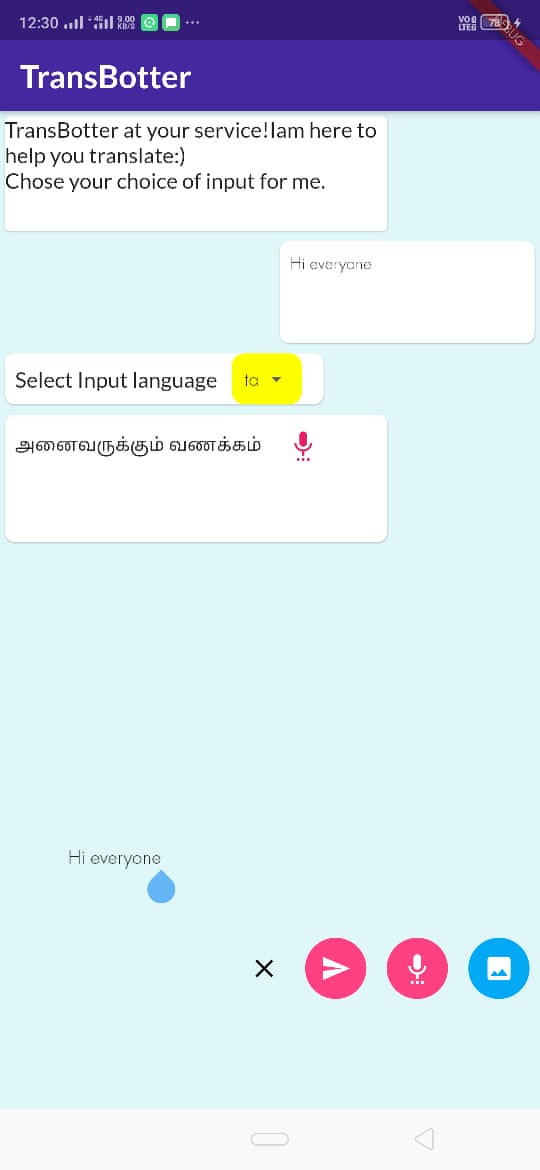 12:30
4G
9.00
KB/S
VO
LTE
78
DEBUG
TransBotter
TransBotter at your service!Iam here to
help you translate:)
Chose your choice of input for me.
Hi everyone
Select Input language ta
அனைவருக்கும் வணக்கம்
Hi everyone